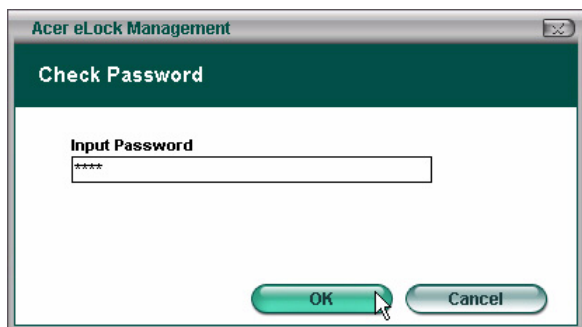 Acer eLock Management
Check Password
Input Password
****
OK
Cancel